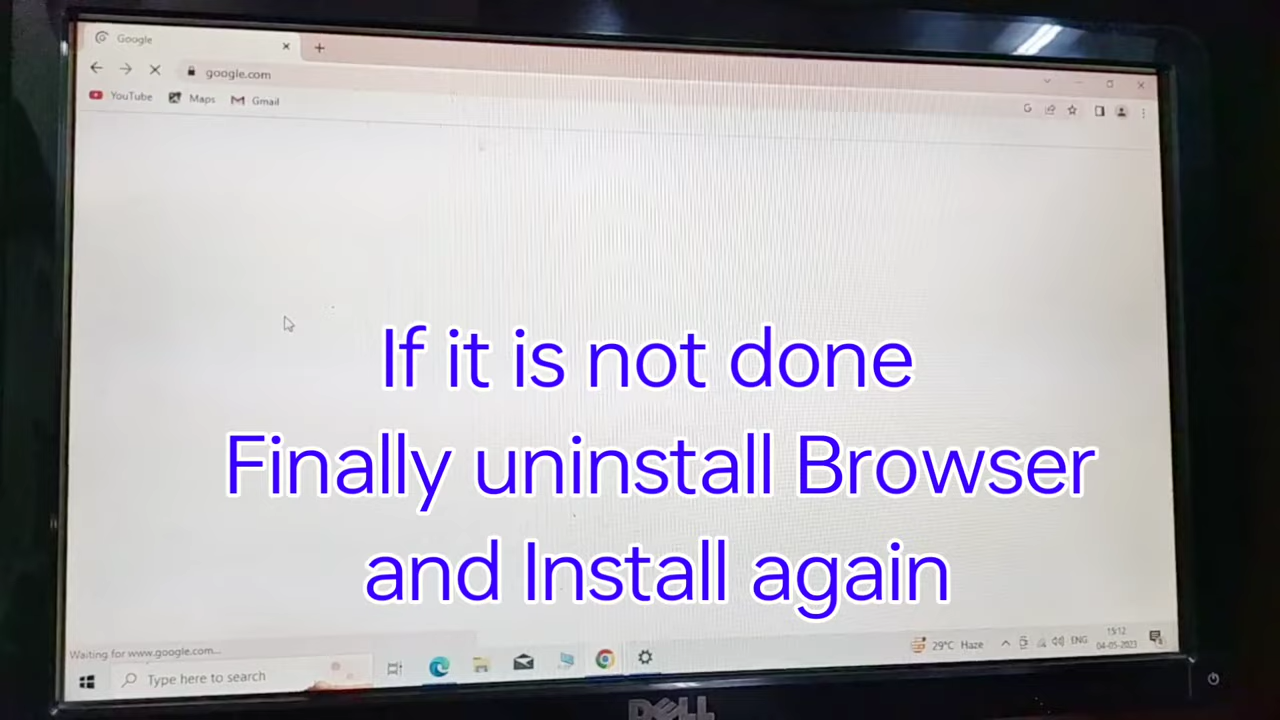 Google
google.com
YouTube Maps Gmail
If it is not done
Finally uninstall Browser
and Install again
Waiting for www.google.com...
Type here to search
29°C Haze
ENG
15:12
04-05-2023
DELL